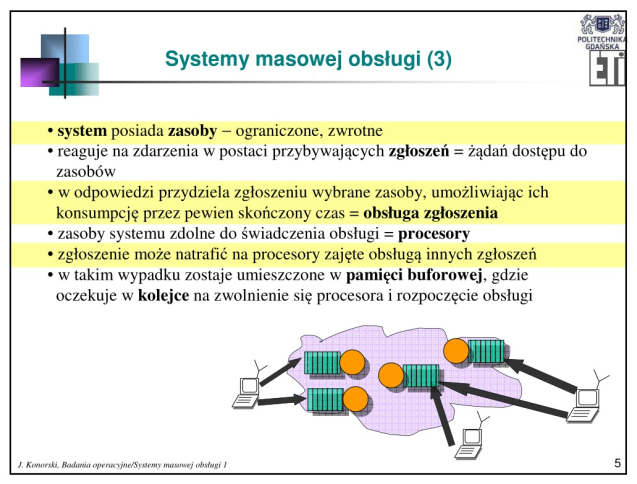 POLITECHNIKA
GDAŃSKA
ETI
Systemy masowej obsługi (3)
• system posiada zasoby – ograniczone, zwrotne
• reaguje na zdarzenia w postaci przybywających zgłoszeń = żądań dostępu do
zasobów
• w odpowiedzi przydziela zgłoszeniu wybrane zasoby, umożliwiając ich
konsumpcję przez pewien skończony czas = obsługa zgłoszenia
• zasoby systemu zdolne do świadczenia obsługi = procesory
• zgłoszenie może natrafić na procesory zajęte obsługą innych zgłoszeń
• w takim wypadku zostaje umieszczone w pamięci buforowej, gdzie
oczekuje w kolejce na zwolnienie się procesora i rozpoczęcie obsługi
J. Konorski, Badania operacyjne/Systemy masowej obsługi 1
5